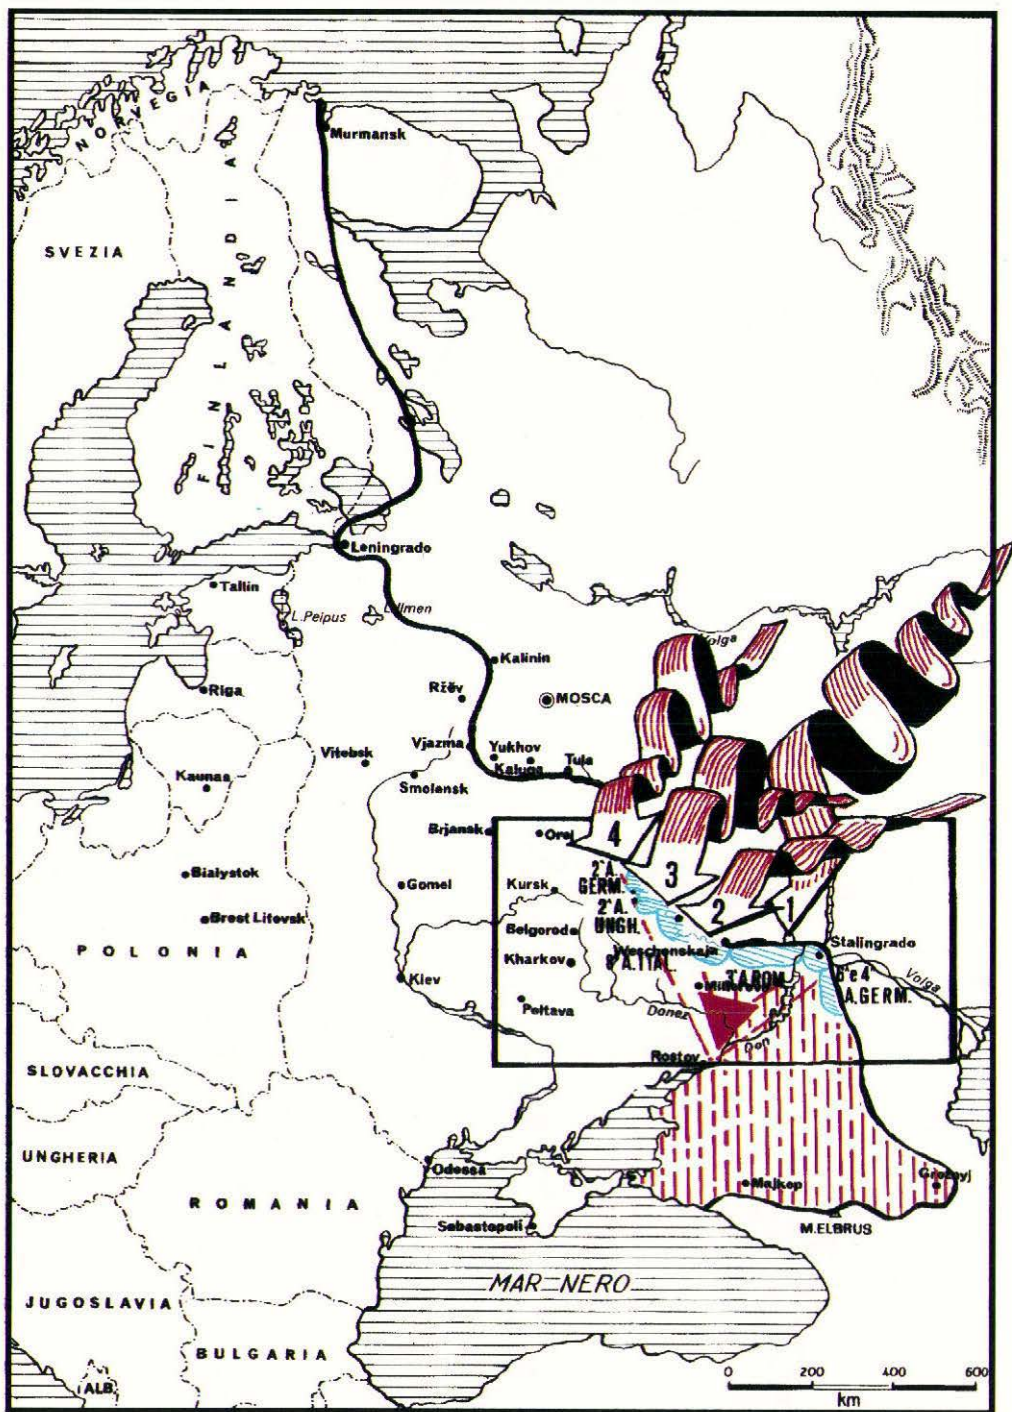 NORVEGIA
Murmansk
SVEZIA
FINLANDIA
Leningrado
Tallin
L.Peipus
L.Ilmen
Volga
Kalinin
Ržěv
MOSCA
Riga
Vitebsk
Vjazma
Yukhov
Kaluga
Tula
Kaunas
Smolensk
Brjansk
Orel
4
3
2
1
Bialystok
Gomel
Kursk
2ª A.
GERM.
2ª A.
UNGH.
Brest Litovsk
Belgorod
Weschenskaja
Stalingrado
POLONIA
Kharkov
8ª A. ITAL.
3ª A. ROM.
6ª e 4ª
A. GERM.
Volga
Kiev
Millerovo
Poltava
Donez
Don
Rostov
SLOVACCHIA
UNGHERIA
Odessa
Majkop
Groznyj
ROMANIA
Sebastopoli
M.ELBRUS
MAR NERO
JUGOSLAVIA
BULGARIA
ALB.
0 200 400 600
km